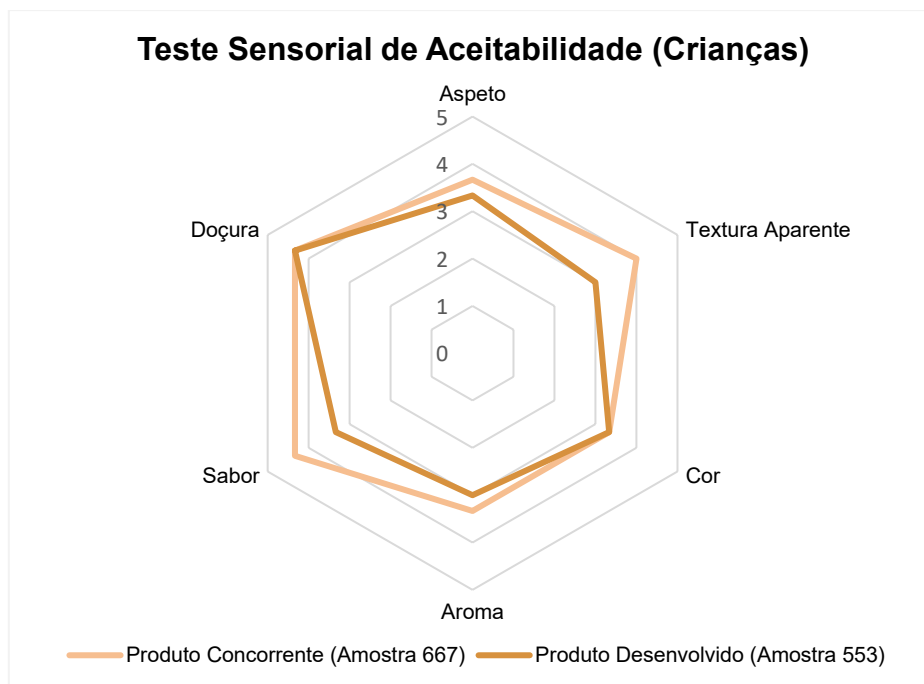 Teste Sensorial de Aceitabilidade (Crianças)
Aspeto
5
4
3
2
1
0
Doçura
Textura Aparente
Sabor
Cor
Aroma
Produto Concorrente (Amostra 667)
Produto Desenvolvido (Amostra 553)